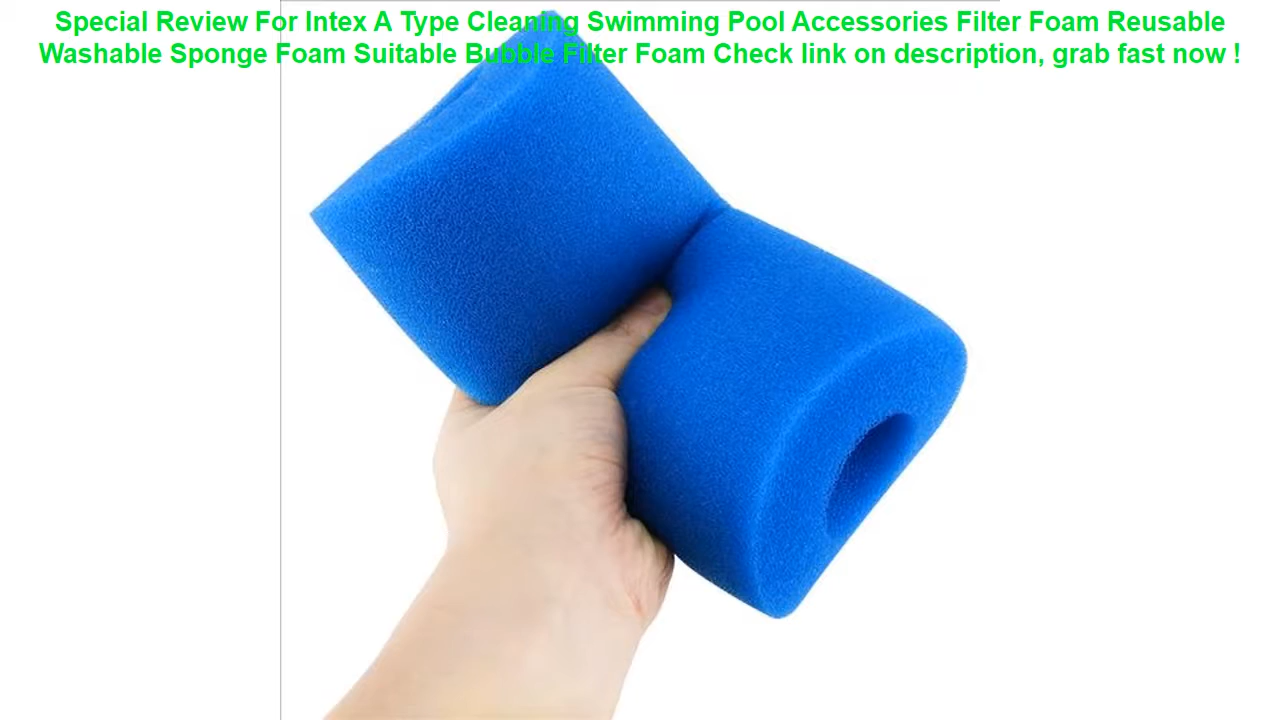 Special Review For Intex A Type Cleaning Swimming Pool Accessories Filter Foam Reusable
Washable Sponge Foam Suitable Bubble Filter Foam Check link on description, grab fast now !